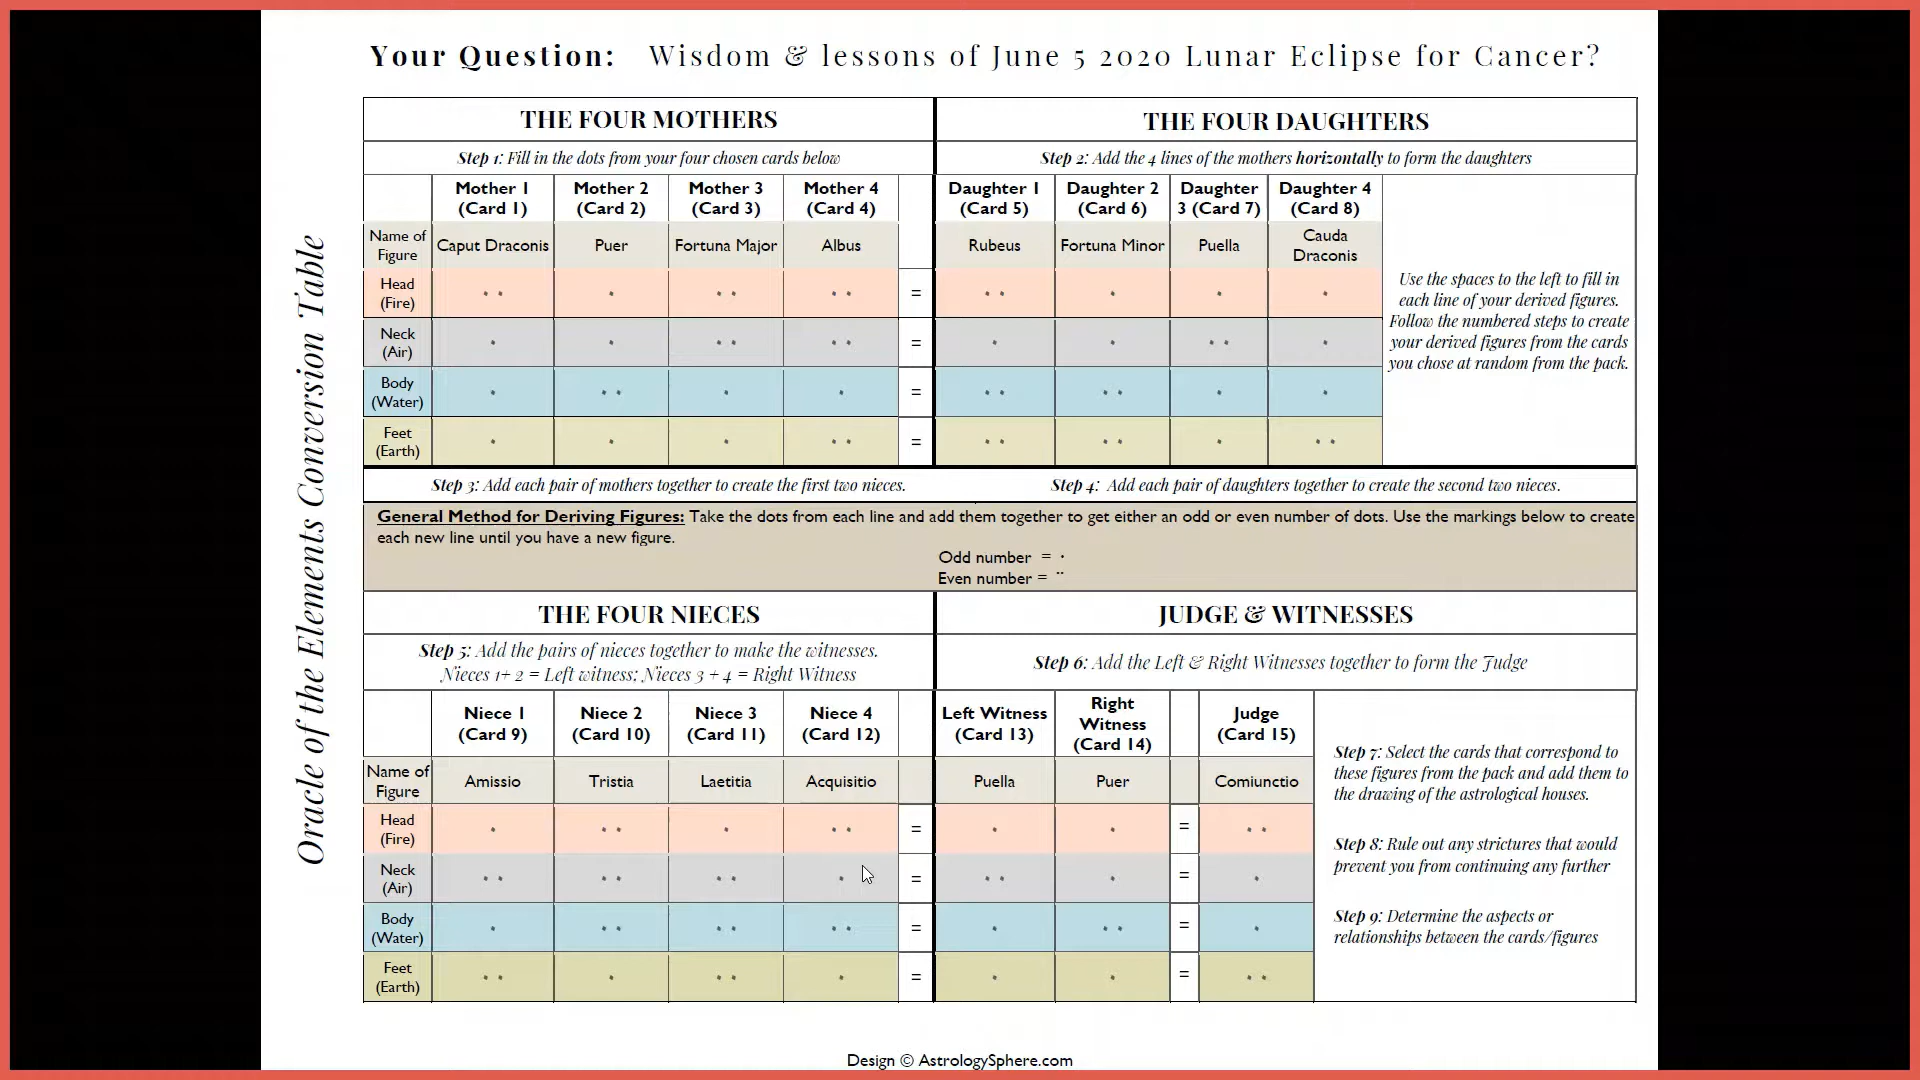 Your Question: Wisdom & lessons of June 5 2020 Lunar Eclipse for Cancer?
Oracle of the Elements Conversion Table
THE FOUR MOTHERS
THE FOUR DAUGHTERS
Step 1: Fill in the dots from your four chosen cards below
Step 2: Add the 4 lines of the mothers horizontally to form the daughters
Mother 1
(Card 1)
Mother 2
(Card 2)
Mother 3
(Card 3)
Mother 4
(Card 4)
Daughter 1
(Card 5)
Daughter 2
(Card 6)
Daughter
3 (Card 7)
Daughter 4
(Card 8)
Name of
Figure
Caput Draconis
Puer
Fortuna Major
Albus
Rubeus
Fortuna Minor
Puella
Cauda
Draconis
Head
(Fire)
=
Neck
(Air)
=
Body
(Water)
=
Feet
(Earth)
=
Use the spaces to the left to fill in
each line of your derived figures.
Follow the numbered steps to create
your derived figures from the cards
you chose at random from the pack.
Step 3: Add each pair of mothers together to create the first two nieces.
Step 4: Add each pair of daughters together to create the second two nieces.
General Method for Deriving Figures: Take the dots from each line and add them together to get either an odd or even number of dots. Use the markings below to create
each new line until you have a new figure.
Odd number = ·
Even number = ¨
THE FOUR NIECES
JUDGE & WITNESSES
Step 5: Add the pairs of nieces together to make the witnesses.
Nieces 1+ 2 = Left witness; Nieces 3 + 4 = Right Witness
Step 6: Add the Left & Right Witnesses together to form the Judge
Niece 1
(Card 9)
Niece 2
(Card 10)
Niece 3
(Card 11)
Niece 4
(Card 12)
Left Witness
(Card 13)
Right
Witness
(Card 14)
Judge
(Card 15)
Name of
Figure
Amissio
Tristia
Laetitia
Acquisitio
Puella
Puer
Comiunctio
Head
(Fire)
=
=
Neck
(Air)
=
=
Body
(Water)
=
=
Feet
(Earth)
=
=
Step 7: Select the cards that correspond to
these figures from the pack and add them to
the drawing of the astrological houses.
Step 8: Rule out any strictures that would
prevent you from continuing any further
Step 9: Determine the aspects or
relationships between the cards/figures
Design © AstrologySphere.com